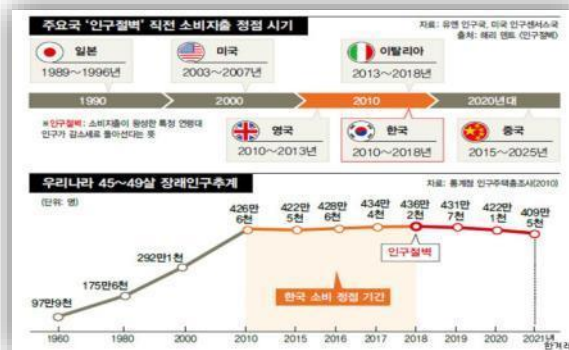 주요국 '인구절벽' 직전 소비지출 정점 시기
자료: 유엔 인구국, 미국 인구센서스국
출처: 해리 덴트 〈인구절벽〉
일본
1989~1996년
미국
2003~2007년
이탈리아
2013~2018년
1990
2000
2010
2020년대
※인구절벽: 소비지출이 왕성한 특정 연령대
인구가 감소세로 돌아선다는 뜻
영국
2010~2013년
한국
2010~2018년
중국
2015~2025년
우리나라 45~49살 장래인구추계
자료: 통계청 인구주택총조사(2010)
(단위: 명)
97만9천
175만6천
292만1천
426만
6천
422만
5천
428만
6천
434만
4천
436만
2천
431만
7천
422만
1천
409만
5천
인구절벽
한국 소비 정점 기간
1960
1980
2000
2010
2015
2016
2017
2018
2019
2020
2021년